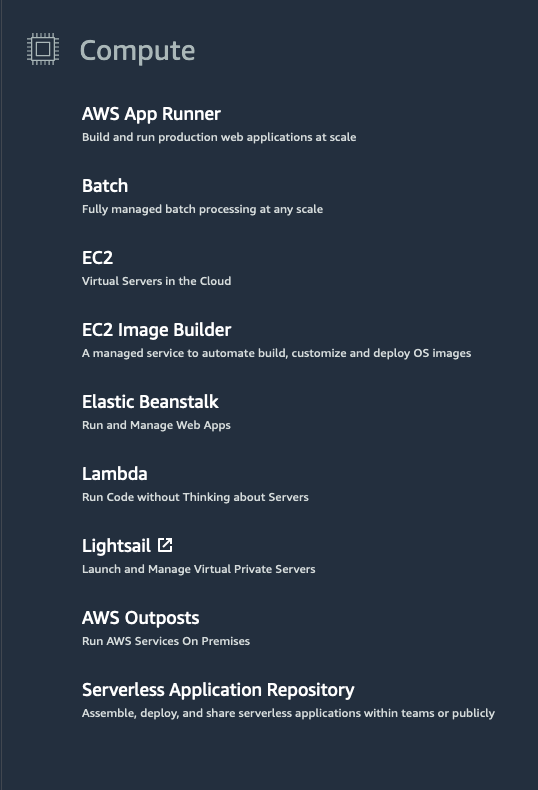 Compute
AWS App Runner
Build and run production web applications at scale
Batch
Fully managed batch processing at any scale
EC2
Virtual Servers in the Cloud
EC2 Image Builder
A managed service to automate build, customize and deploy OS images
Elastic Beanstalk
Run and Manage Web Apps
Lambda
Run Code without Thinking about Servers
Lightsail
Launch and Manage Virtual Private Servers
AWS Outposts
Run AWS Services On Premises
Serverless Application Repository
Assemble, deploy, and share serverless applications within teams or publicly